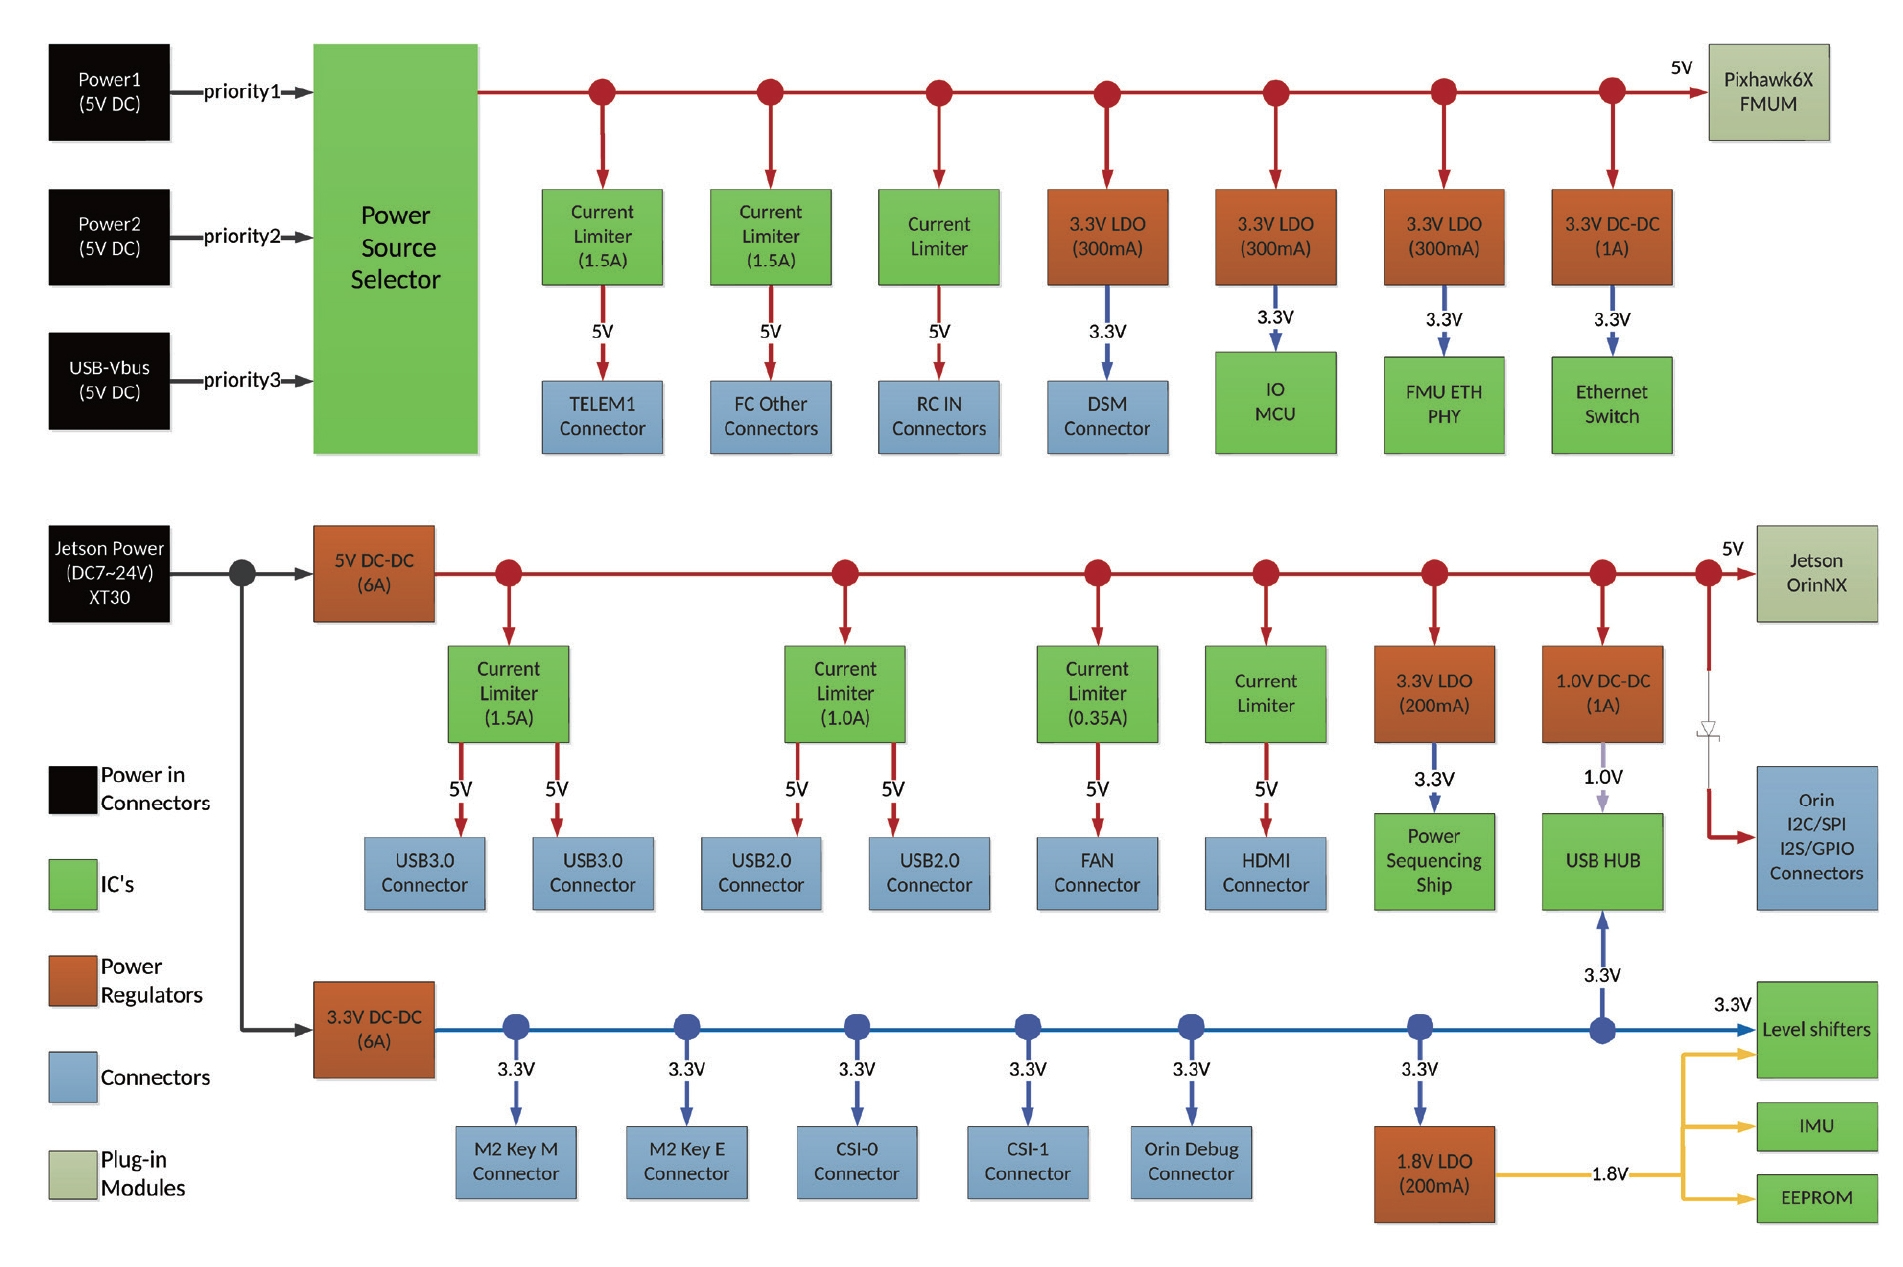 Power1
(5V DC)
priority1
Power2
(5V DC)
priority2
USB-Vbus
(5V DC)
priority3
Power
Source
Selector
5V
Pixhawk6X
FMUM
Current
Limiter
(1.5A)
5V
TELEM1
Connector
Current
Limiter
(1.5A)
5V
FC Other
Connectors
Current
Limiter
5V
RC IN
Connectors
3.3V LDO
(300mA)
3.3V
DSM
Connector
3.3V LDO
(300mA)
3.3V
IO
MCU
3.3V LDO
(300mA)
3.3V
FMU ETH
PHY
3.3V DC-DC
(1A)
3.3V
Ethernet
Switch
Jetson Power
(DC7~24V)
XT30
5V DC-DC
(6A)
5V
Jetson
OrinNX
Current
Limiter
(1.5A)
5V
5V
USB3.0
Connector
USB3.0
Connector
Current
Limiter
(1.0A)
5V
5V
USB2.0
Connector
USB2.0
Connector
Current
Limiter
(0.35A)
5V
FAN
Connector
Current
Limiter
5V
HDMI
Connector
3.3V LDO
(200mA)
3.3V
Power
Sequencing
Ship
1.0V DC-DC
(1A)
1.0V
USB HUB
3.3V
Orin
I2C/SPI
I2S/GPIO
Connectors
3.3V DC-DC
(6A)
3.3V
Level shifters
3.3V
M2 Key M
Connector
3.3V
M2 Key E
Connector
3.3V
CSI-0
Connector
3.3V
CSI-1
Connector
3.3V
Orin Debug
Connector
3.3V
1.8V LDO
(200mA)
1.8V
IMU
EEPROM
Power in
Connectors
IC's
Power
Regulators
Connectors
Plug-in
Modules